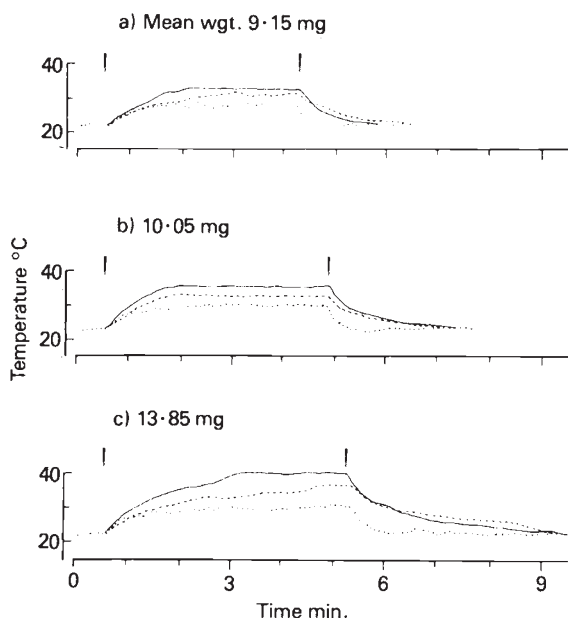 a) Mean wgt. 9·15 mg
40
20
b) 10·05 mg
40
20
Temperature °C
c) 13·85 mg
40
20
0 3 6 9
Time min.